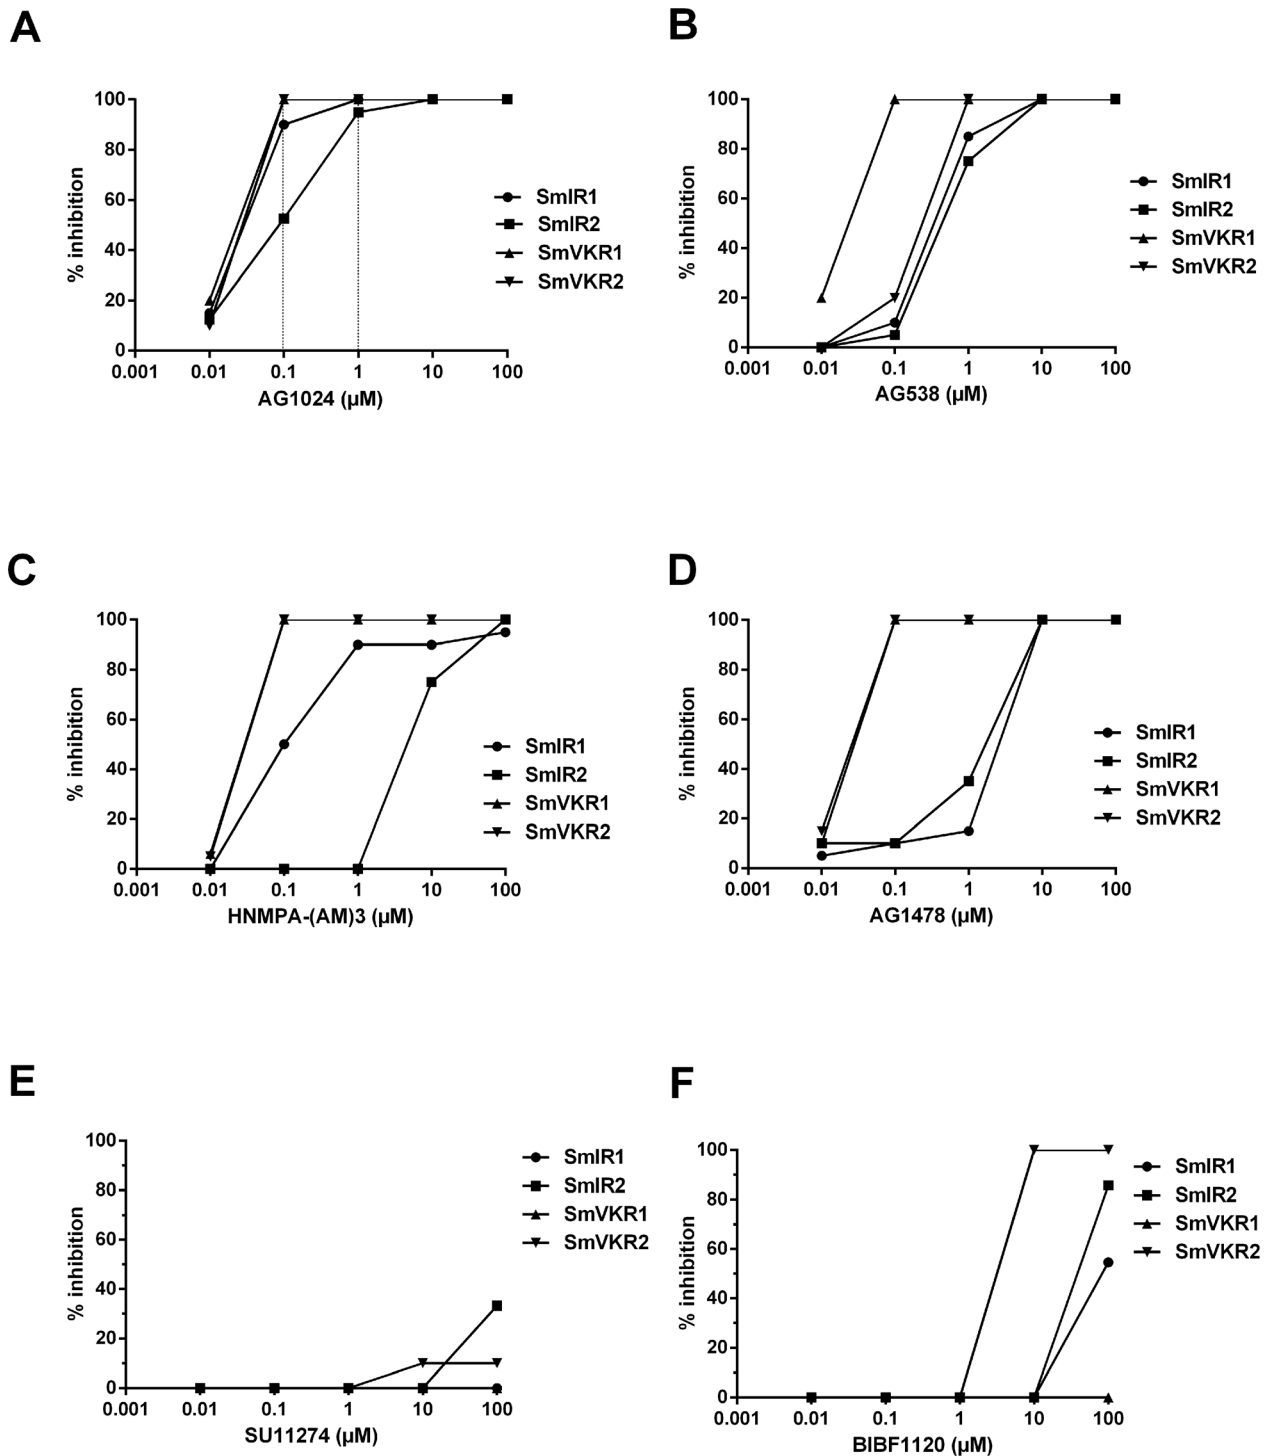 A
100
80
60
40
20
0
% inhibition
0.001 0.01 0.1 1 10 100
AG1024 (µM)
SmIR1
SmIR2
SmVKR1
SmVKR2
B
100
80
60
40
20
0
% inhibition
0.001 0.01 0.1 1 10 100
AG538 (µM)
SmIR1
SmIR2
SmVKR1
SmVKR2
C
100
80
60
40
20
0
% inhibition
0.001 0.01 0.1 1 10 100
HNMPA-(AM)3 (µM)
SmIR1
SmIR2
SmVKR1
SmVKR2
D
100
80
60
40
20
0
% inhibition
0.001 0.01 0.1 1 10 100
AG1478 (µM)
SmIR1
SmIR2
SmVKR1
SmVKR2
E
100
80
60
40
20
0
% inhibition
0.001 0.01 0.1 1 10 100
SU11274 (µM)
SmIR1
SmIR2
SmVKR1
SmVKR2
F
100
80
60
40
20
0
% inhibition
0.001 0.01 0.1 1 10 100
BIBF1120 (µM)
SmIR1
SmIR2
SmVKR1
SmVKR2